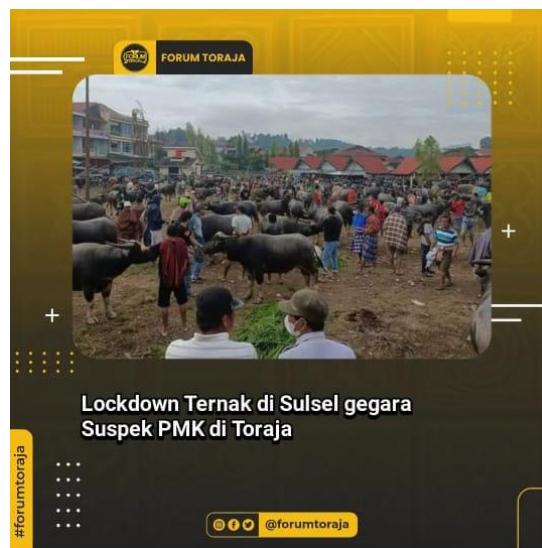 FORUM TORAJA
Lockdown Ternak di Sulsel gegara
Suspek PMK di Toraja
#forumtoraja
@forumtoraja